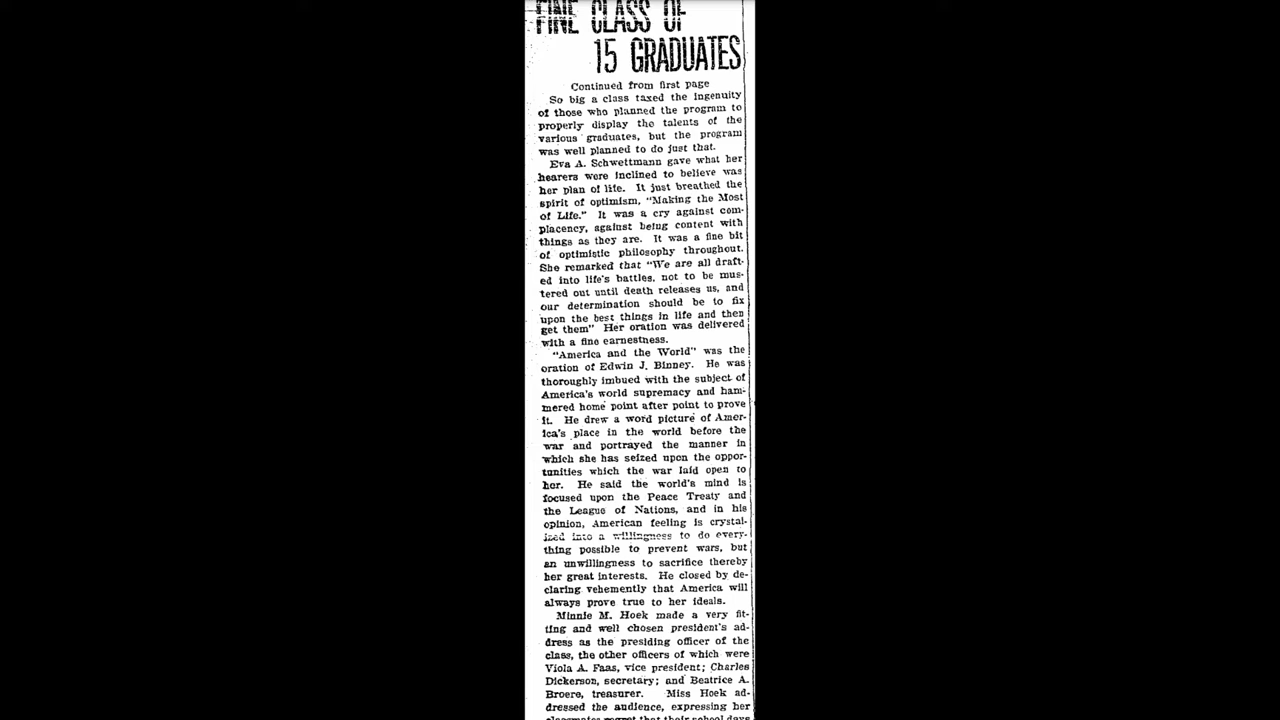 FINE CLASS OF
15 GRADUATES
Continued from first page
So big a class taxed the ingenuity
of those who planned the program to
properly display the talents of the
various graduates, but the program
was well planned to do just that.
Eva A. Schwettmann gave what her
hearers were inclined to believe was
her plan of life. It just breathed the
spirit of optimism, "Making the Most
of Life." It was a cry against com-
placency, against being content with
things as they are. It was a fine bit
of optimistic philosophy throughout.
She remarked that "We are all draft-
ed into life's battles, not to be mus-
tered out until death releases us, and
our determination should be to fix
upon the best things in life and then
get them" Her oration was delivered
with a fine earnestness.
"America and the World" was the
oration of Edwin J. Binney. He was
thoroughly imbued with the subject of
America's world supremacy and ham-
mered home point after point to prove
it. He drew a word picture of Amer-
ica's place in the world before the
war and portrayed the manner in
which she has seized upon the oppor-
tunities which the war laid open to
her. He said the world's mind is
focused upon the Peace Treaty and
the League of Nations, and in his
opinion, American feeling is crystal-
ized into a willingness to do every-
thing possible to prevent wars, but
an unwillingness to sacrifice thereby
her great interests. He closed by de-
claring vehemently that America will
always prove true to her ideals.
Minnie M. Hoek made a very fit-
ting and well chosen president's ad-
dress as the presiding officer of the
class, the other officers of which were
Viola A. Faas, vice president; Charles
Dickerson, secretary; and Beatrice A.
Broere, treasurer. Miss Hoek ad-
dressed the audience, expressing her
classmates regret that their school days